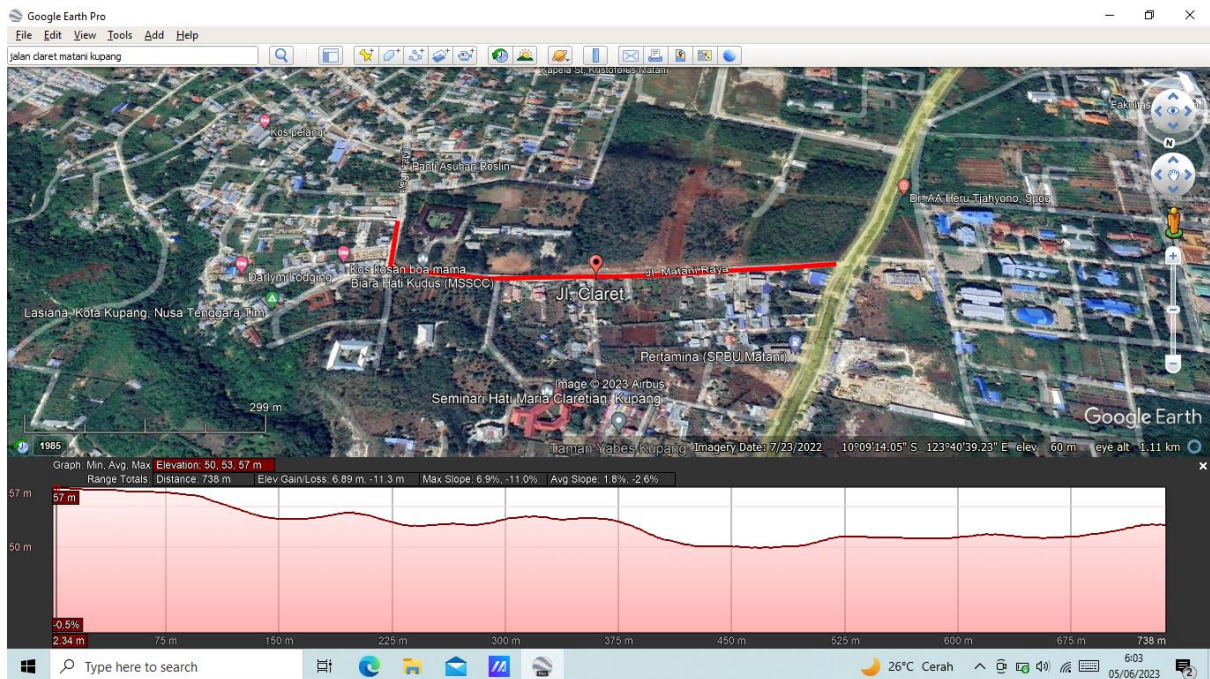 Google Earth Pro
File Edit View Tools Add Help
jalan claret matani kupang
Kapela St. Kristoforus Matani
Kos pelangi
Panti Asuhan Roslin
Dr. AA Heru Tjahyono, Spog
Darlym Lodging
Kos kosan boa mama
Biara Hati Kudus (MSSCC)
Jl. Matani Raya
Jl. Claret
Lasiana, Kota Kupang, Nusa Tenggara Tim
Pertamina (SPBU Matani)
Image © 2023 Airbus
Seminari Hati Maria Claretian, Kupang
299 m
Google Earth
Taman Yabes Kupang
1985
Imagery Date: 7/23/2022 10°09'14.05" S 123°40'39.23" E elev 60 m eye alt 1.11 km
Graph: Min, Avg, Max Elevation: 50, 53, 57 m
Range Totals: Distance: 738 m Elev Gain/Loss: 6.89 m, -11.3 m Max Slope: 6.9%, -11.0% Avg Slope: 1.8%, -2.6%
57 m
57 m
50 m
-0.5%
2.34 m 75 m 150 m 225 m 300 m 375 m 450 m 525 m 600 m 675 m 738 m
Type here to search
26°C Cerah
6:03
05/06/2023
2